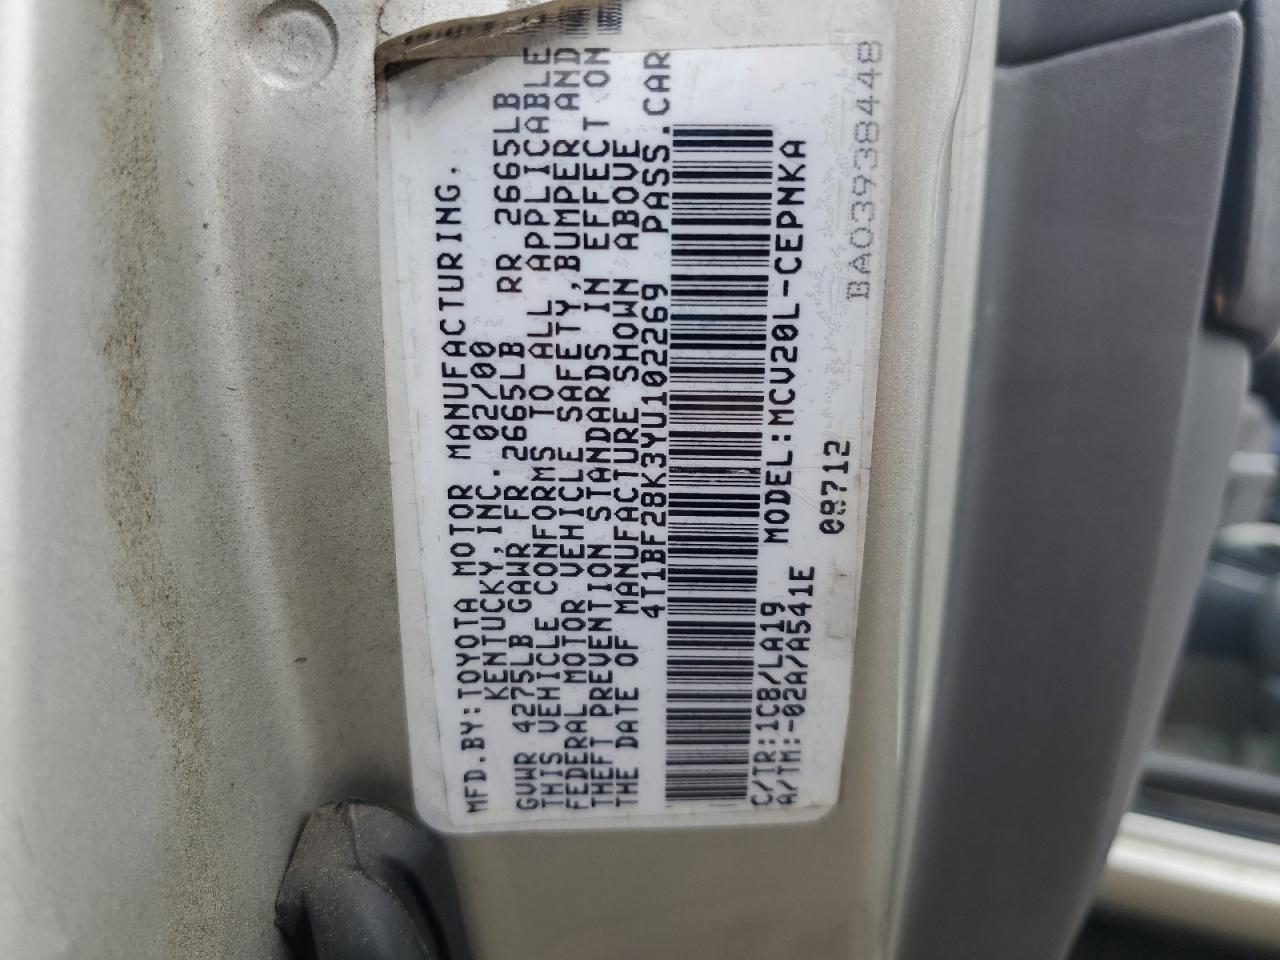 MFD.BY:TOYOTA MOTOR MANUFACTURING,
KENTUCKY,INC. 02/00
GVWR 4275LB GAWR FR 2665LB RR 2665LB
THIS VEHICLE CONFORMS TO ALL APPLICABLE
FEDERAL MOTOR VEHICLE SAFETY,BUMPER AND
THEFT PREVENTION STANDARDS IN EFFECT ON
THE DATE OF MANUFACTURE SHOWN ABOVE
4T1BF28K3YU102269 PASS.CAR
C/TR:1C8/LA19 MODEL:MCV20L-CEPNKA
A/TM:-02A/A541E
08712
BA03938448